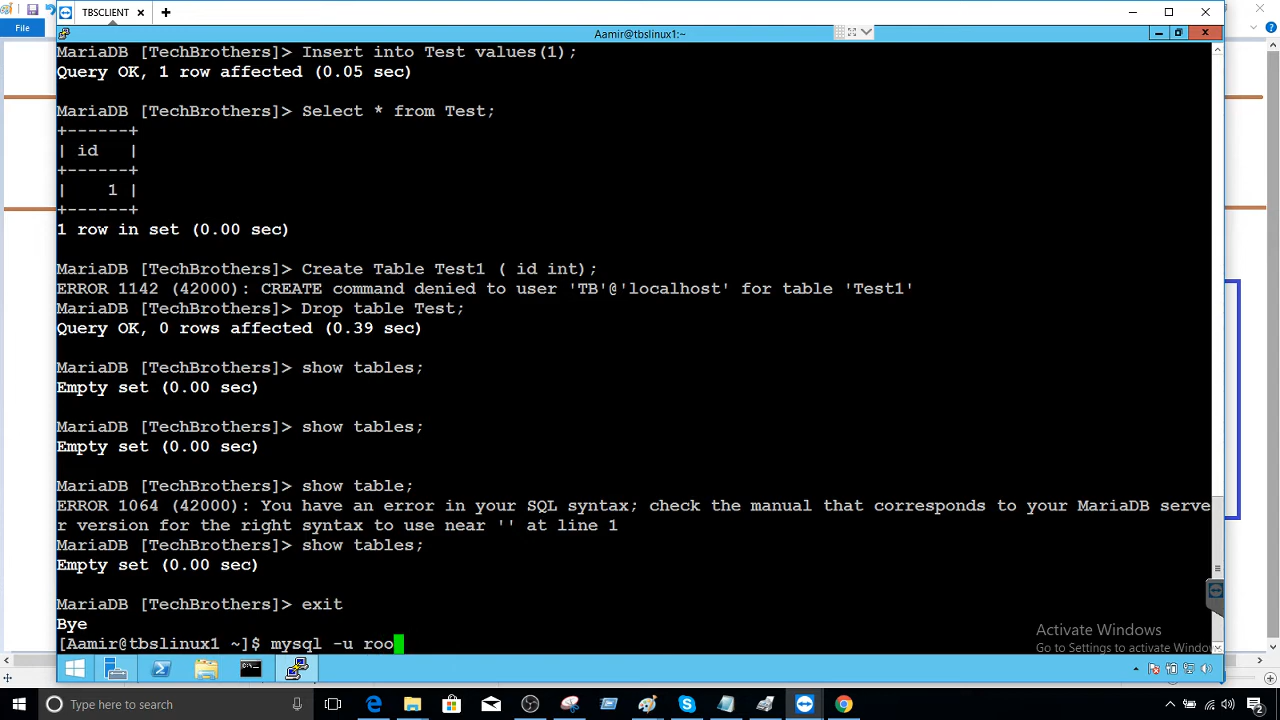 TBSCLIENT
File
Aamir@tbslinux1:~
MariaDB [TechBrothers]> Insert into Test values(1);
Query OK, 1 row affected (0.05 sec)
MariaDB [TechBrothers]> Select * from Test;
+------+
| id   |
+------+
|    1 |
+------+
1 row in set (0.00 sec)
MariaDB [TechBrothers]> Create Table Test1 ( id int);
ERROR 1142 (42000): CREATE command denied to user 'TB'@'localhost' for table 'Test1'
MariaDB [TechBrothers]> Drop table Test;
Query OK, 0 rows affected (0.39 sec)
MariaDB [TechBrothers]> show tables;
Empty set (0.00 sec)
MariaDB [TechBrothers]> show tables;
Empty set (0.00 sec)
MariaDB [TechBrothers]> show table;
ERROR 1064 (42000): You have an error in your SQL syntax; check the manual that corresponds to your MariaDB serve
r version for the right syntax to use near '' at line 1
MariaDB [TechBrothers]> show tables;
Empty set (0.00 sec)
MariaDB [TechBrothers]> exit
Bye
[Aamir@tbslinux1 ~]$ mysql -u roo
Activate Windows
Go to Settings to activate Window
Type here to search